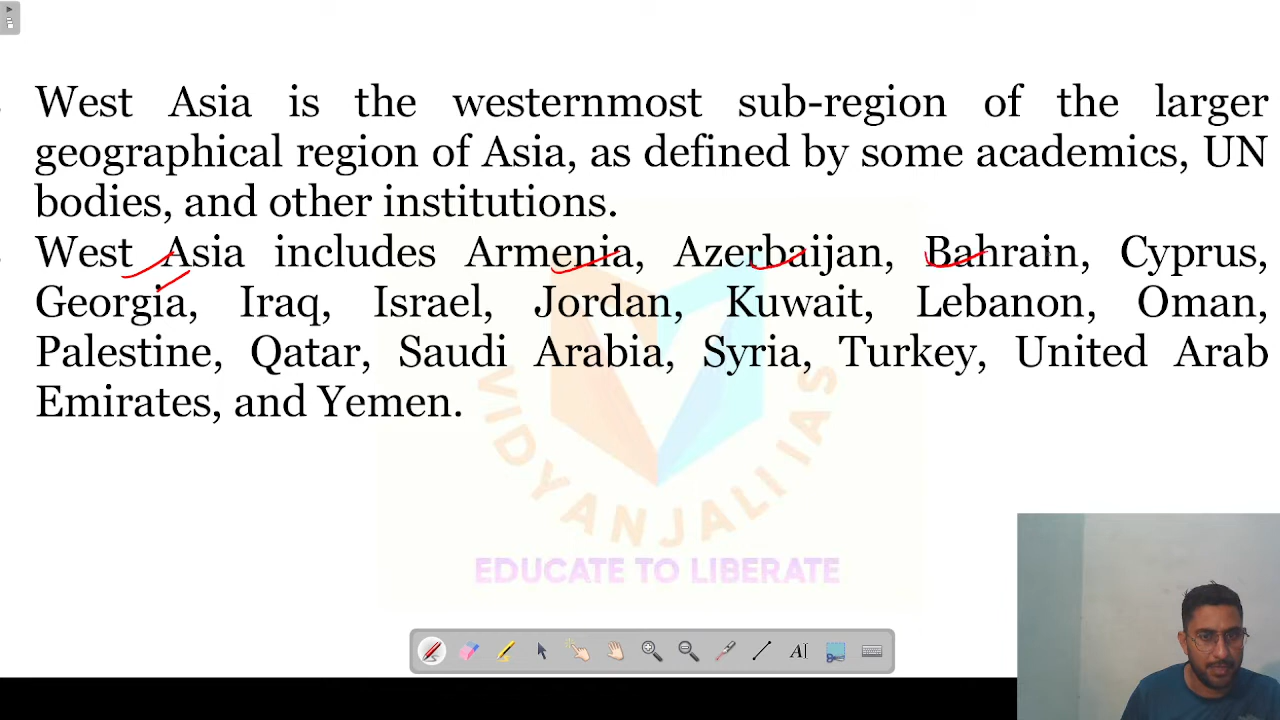 West Asia is the westernmost sub-region of the larger
geographical region of Asia, as defined by some academics, UN
bodies, and other institutions.
West Asia includes Armenia, Azerbaijan, Bahrain, Cyprus,
Georgia, Iraq, Israel, Jordan, Kuwait, Lebanon, Oman,
Palestine, Qatar, Saudi Arabia, Syria, Turkey, United Arab
Emirates, and Yemen.
VIDYANJALI IAS
EDUCATE TO LIBERATE
A